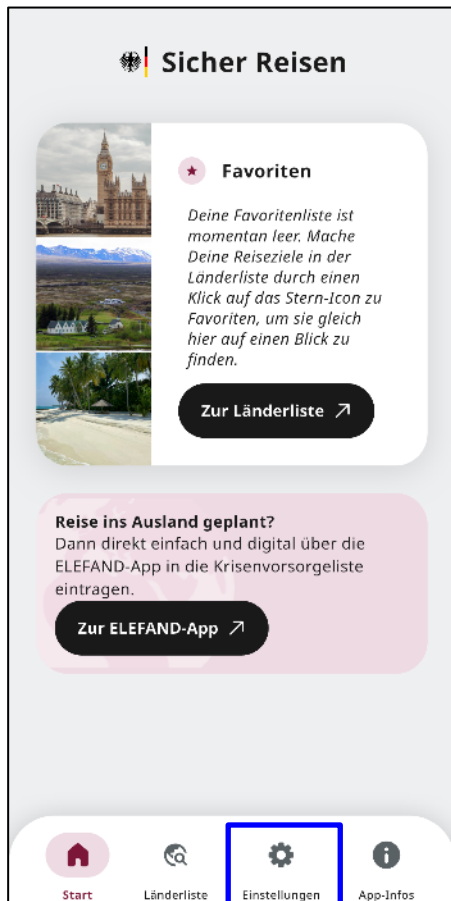 Sicher Reisen
Favoriten
Deine Favoritenliste ist
momentan leer. Mache
Deine Reiseziele in der
Länderliste durch einen
Klick auf das Stern-Icon zu
Favoriten, um sie gleich
hier auf einen Blick zu
finden.
Zur Länderliste
Reise ins Ausland geplant?
Dann direkt einfach und digital über die
ELEFAND-App in die Krisenvorsorgeliste
eintragen.
Zur ELEFAND-App
Start
Länderliste
Einstellungen
App-Infos